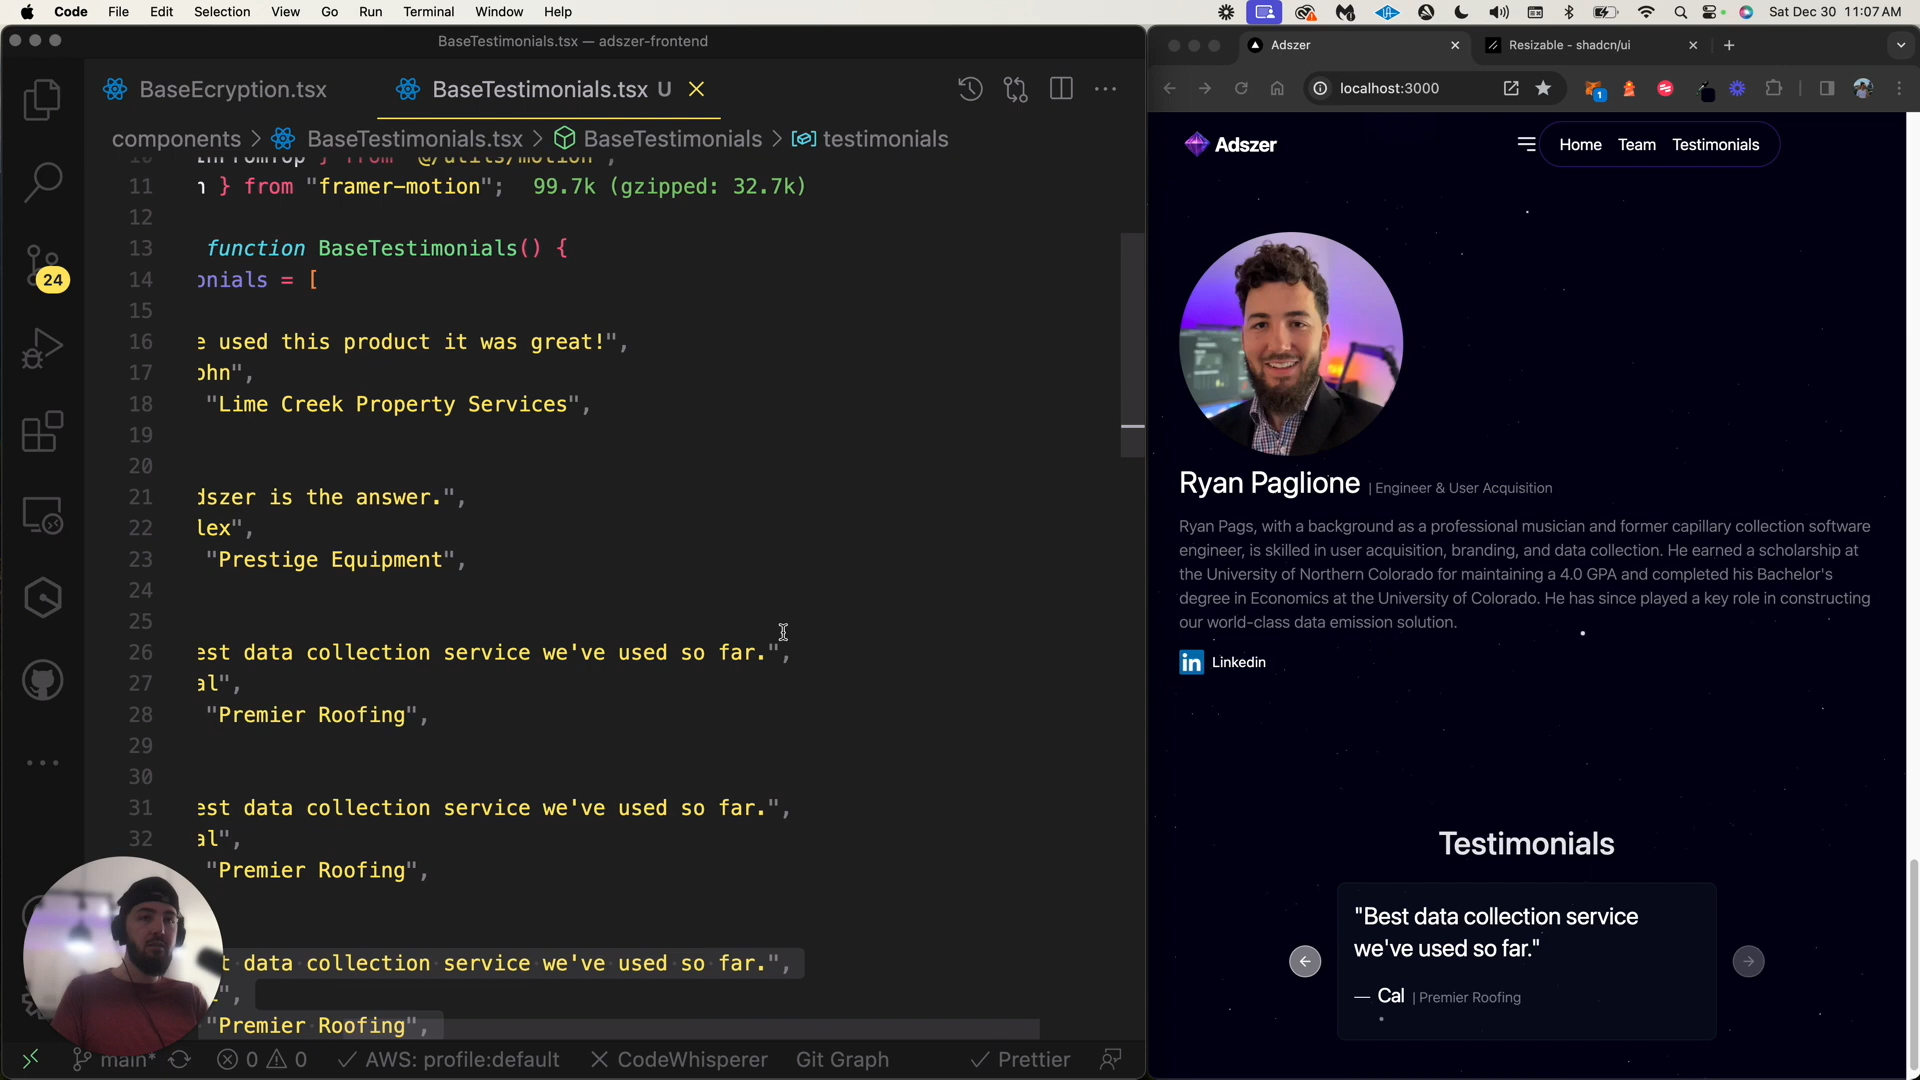 Code File Edit Selection View Go Run Terminal Window Help
Sat Dec 30 11:07 AM
BaseTestimonials.tsx — adszer-frontend
BaseEcryption.tsx
BaseTestimonials.tsx U
components > BaseTestimonials.tsx > BaseTestimonials > testimonials
11 n } from "framer-motion"; 99.7k (gzipped: 32.7k)
12
13 function BaseTestimonials() {
14 onials = [
15
16 e used this product it was great!",
17 ohn",
18 "Lime Creek Property Services",
19
20
21 dszer is the answer.",
22 lex",
23 "Prestige Equipment",
24
25
26 est data collection service we've used so far.",
27 al",
28 "Premier Roofing",
29
30
31 est data collection service we've used so far.",
32 al",
"Premier Roofing",
t data collection service we've used so far.",
",
"Premier Roofing",
24
main* 0 0 AWS: profile:default CodeWhisperer Git Graph Prettier
Adszer
Resizable - shadcn/ui
localhost:3000
1
Adszer
Home Team Testimonials
Ryan Paglione | Engineer & User Acquisition
Ryan Pags, with a background as a professional musician and former capillary collection software
engineer, is skilled in user acquisition, branding, and data collection. He earned a scholarship at
the University of Northern Colorado for maintaining a 4.0 GPA and completed his Bachelor's
degree in Economics at the University of Colorado. He has since played a key role in constructing
our world-class data emission solution.
in Linkedin
Testimonials
"Best data collection service
we've used so far."
— Cal | Premier Roofing